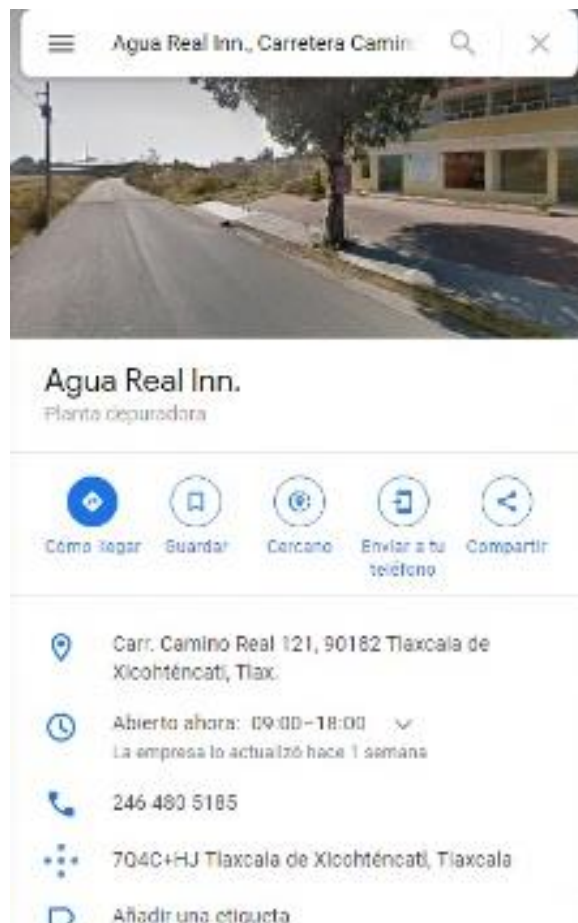 Agua Real Inn., Carretera Camin
Agua Real Inn.
Planta depuradora
Cómo llegar
Guardar
Cercano
Enviar a tu
teléfono
Compartir
Carr. Camino Real 121, 90182 Tlaxcala de
Xicohténcatl, Tlax.
Abierto ahora: 09:00–18:00
La empresa lo actualizó hace 1 semana
246 480 5185
7Q4C+HJ Tlaxcala de Xicohténcatl, Tlaxcala
Añadir una etiqueta